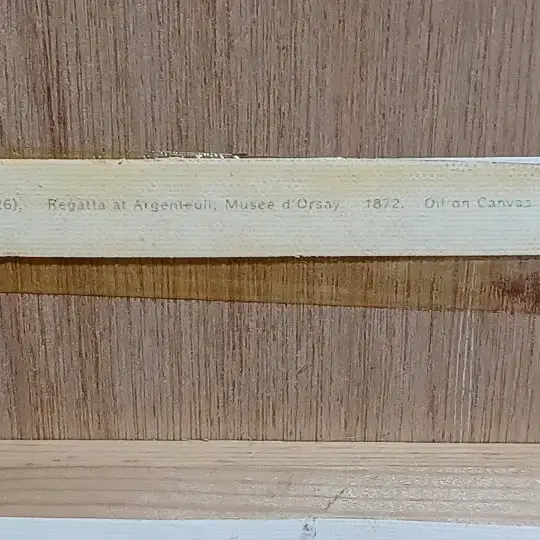 26), Regatta at Argenteuil, Musee d'Orsay. 1872. Oil on Canvas